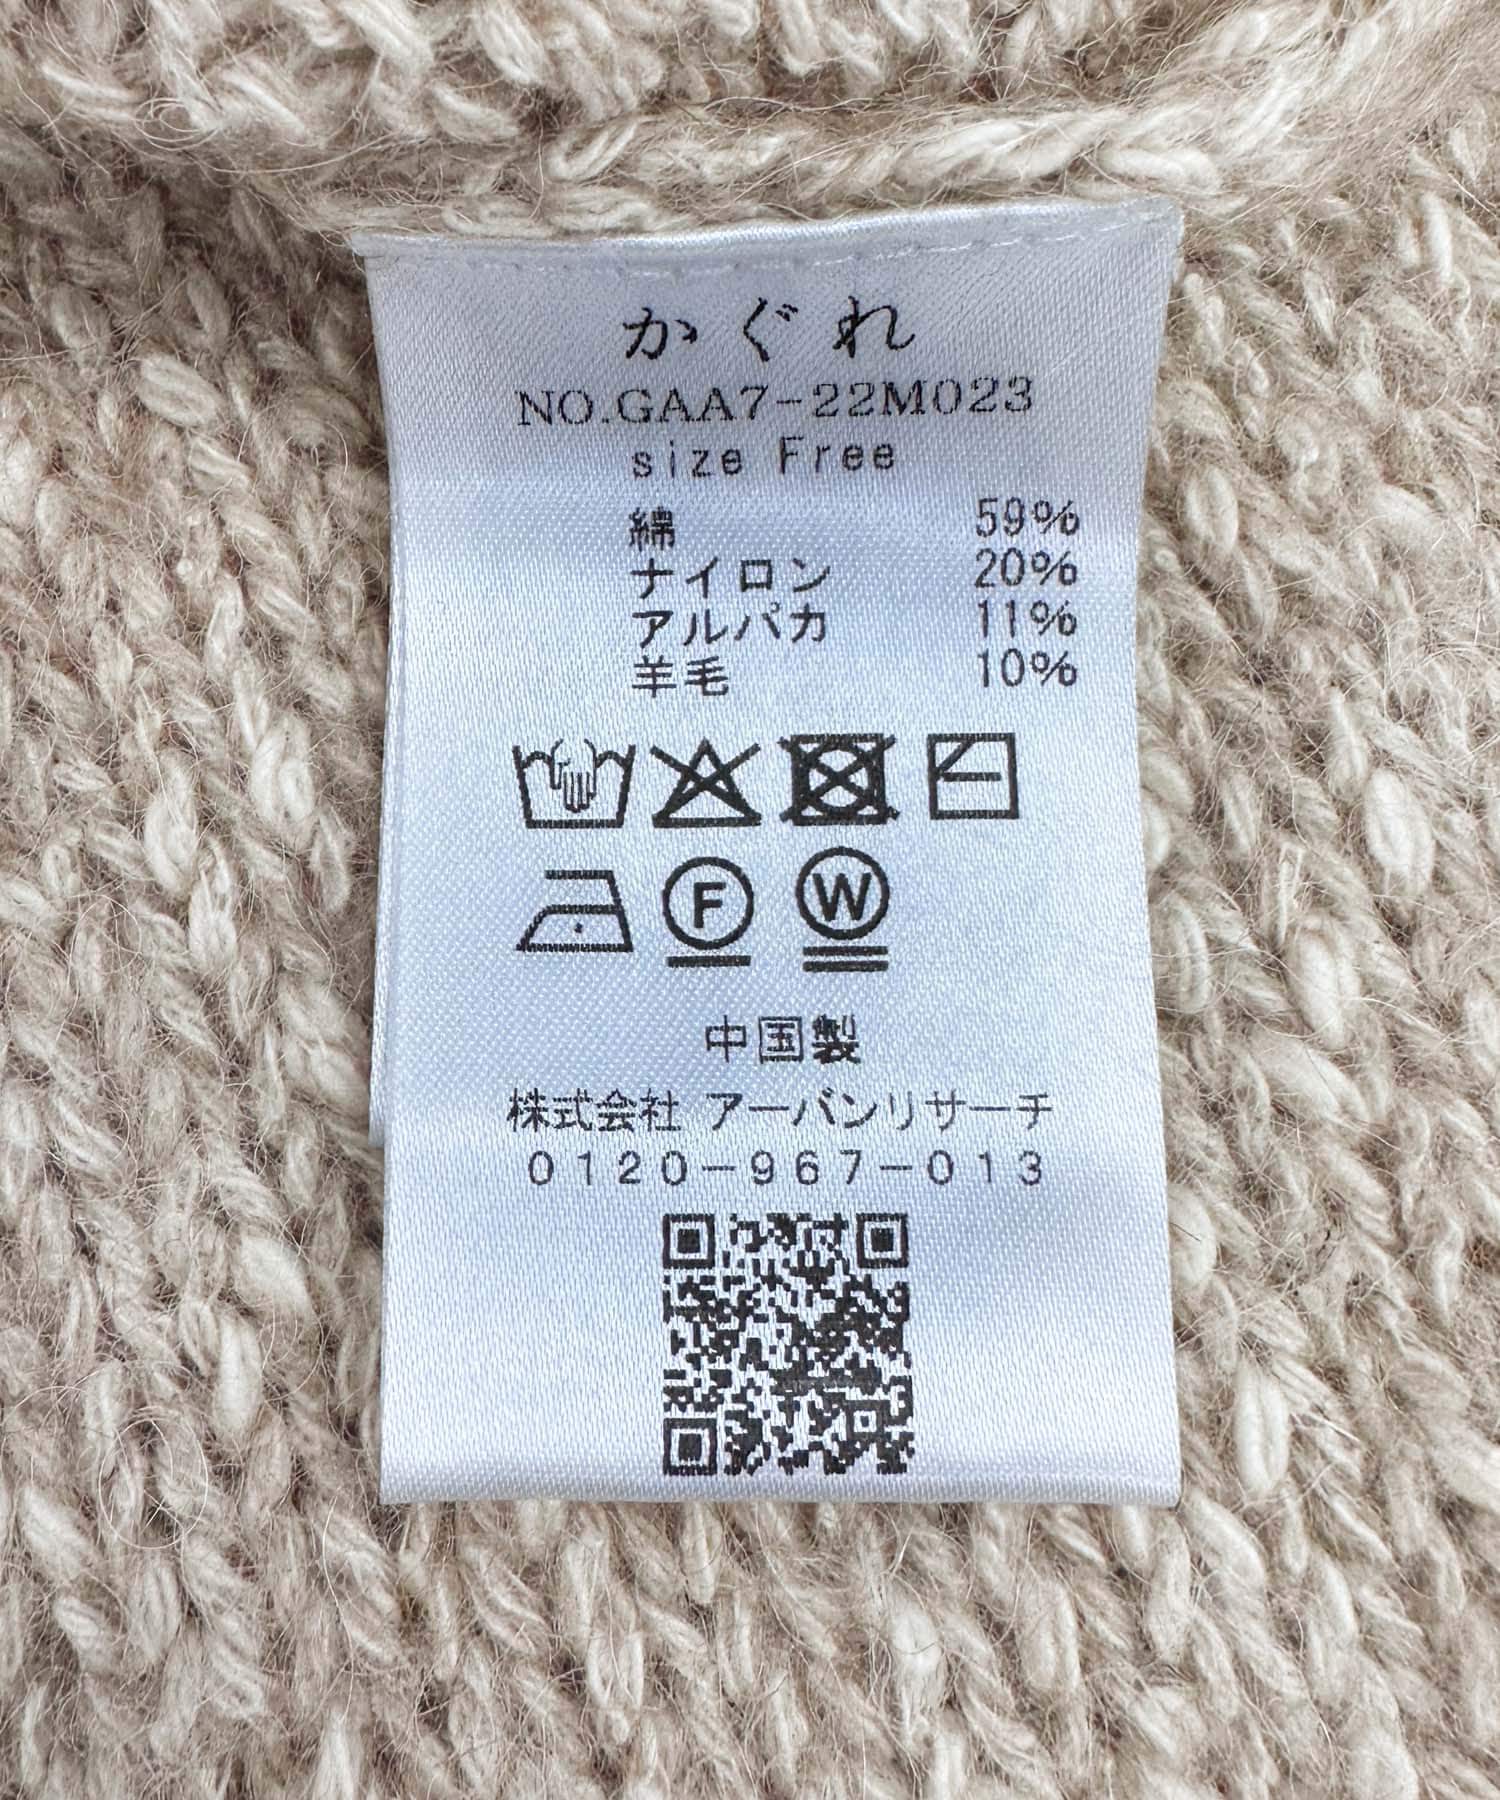 かぐれ
NO.GAA7-22M023
size Free
綿 59%
ナイロン 20%
アルパカ 11%
羊毛 10%
F W
中国製
株式会社 アーバンリサーチ
0120-967-013